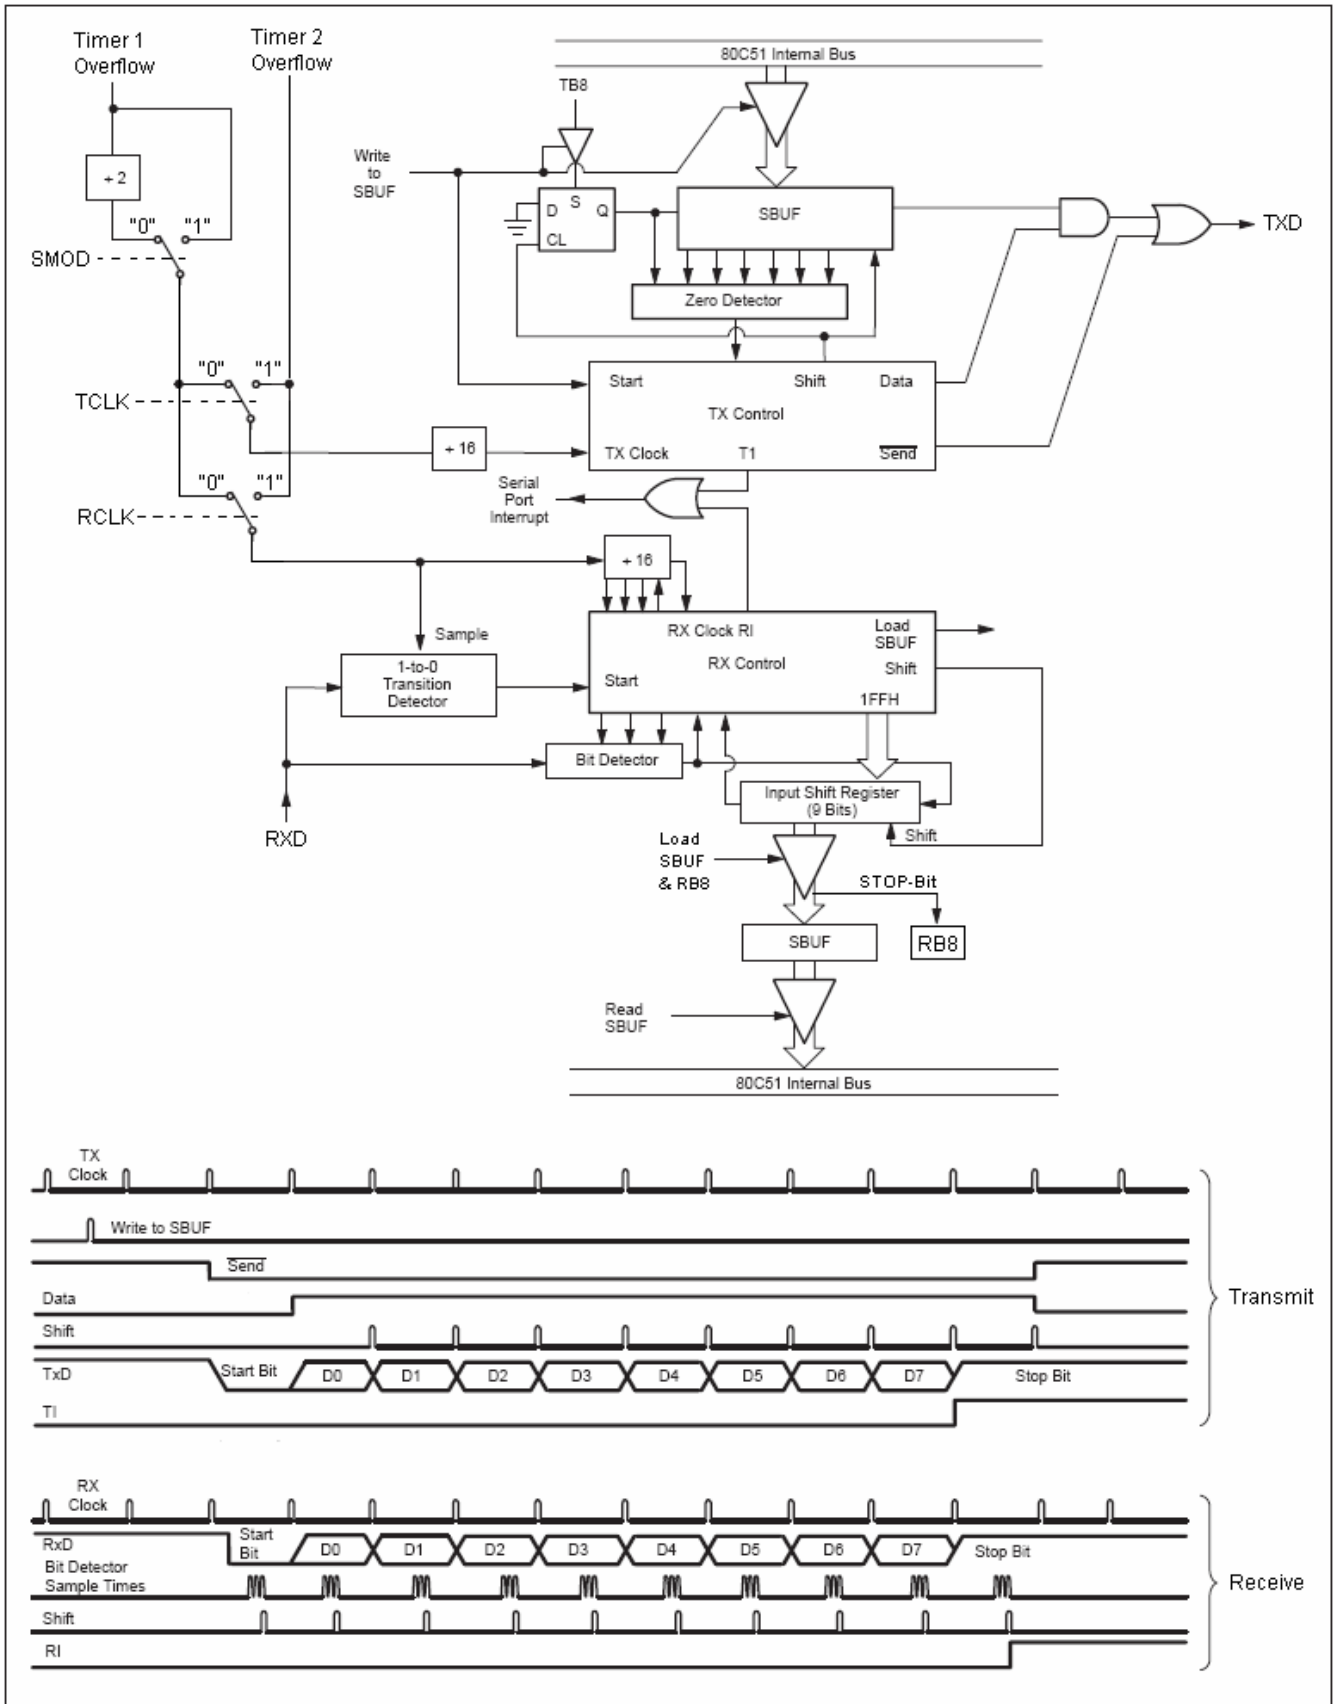 Timer 1
Overflow
Timer 2
Overflow
80C51 Internal Bus
TB8
Write
to
SBUF
÷ 2
"0" "1"
SMOD
D S Q
CL
SBUF
TXD
Zero Detector
"0" "1"
TCLK
Start Shift Data
TX Control
TX Clock T1 Send
÷ 16
"0" "1"
RCLK
Serial
Port
Interrupt
÷ 16
Sample
RX Clock RI Load
SBUF
RX Control
Shift
Start
1FFH
1-to-0
Transition
Detector
Bit Detector
Input Shift Register
(9 Bits)
RXD
Shift
Load
SBUF
& RB8
STOP-Bit
SBUF
RB8
Read
SBUF
80C51 Internal Bus
TX
Clock
Write to SBUF
Send
Data
Shift
TxD Start Bit D0 D1 D2 D3 D4 D5 D6 D7 Stop Bit
TI
Transmit
RX
Clock
RxD Start
Bit D0 D1 D2 D3 D4 D5 D6 D7 Stop Bit
Bit Detector
Sample Times
Shift
RI
Receive